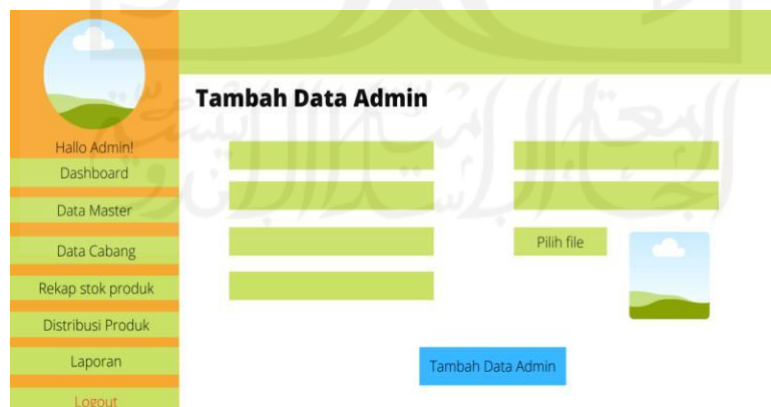 Tambah Data Admin
Hallo Admin!
Dashboard
Data Master
Data Cabang
Rekap stok produk
Distribusi Produk
Laporan
Logout
Pilih file
Tambah Data Admin